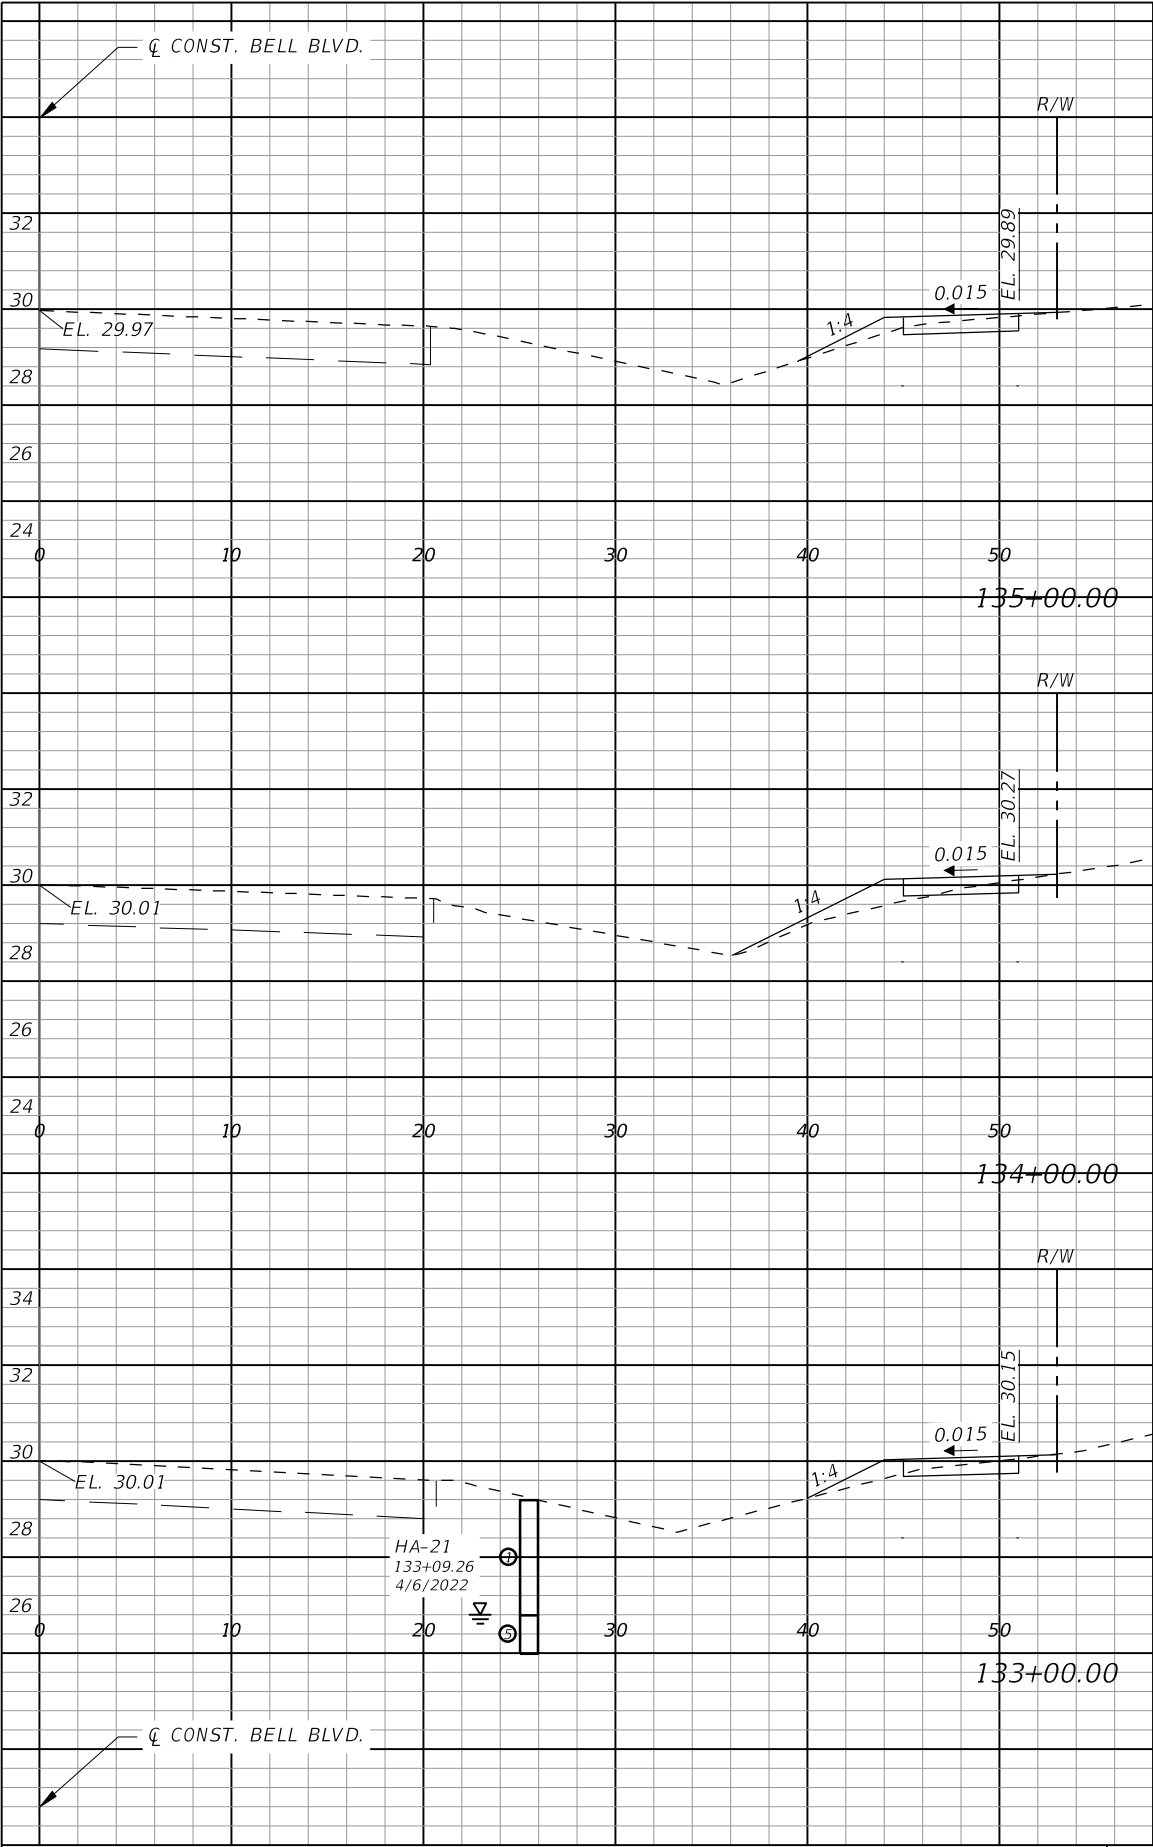 ℄ CONST. BELL BLVD.
R/W
32
EL. 29.89
0.015
30
EL. 29.97
1:4
28
26
24
0 10 20 30 40 50
135+00.00
R/W
32
EL. 30.27
0.015
30
EL. 30.01
1:4
28
26
24
0 10 20 30 40 50
134+00.00
R/W
34
32
EL. 30.15
0.015
30
EL. 30.01
1:4
28
HA-21
133+09.26
4/6/2022
1
26
5
0 10 20 30 40 50
133+00.00
℄ CONST. BELL BLVD.